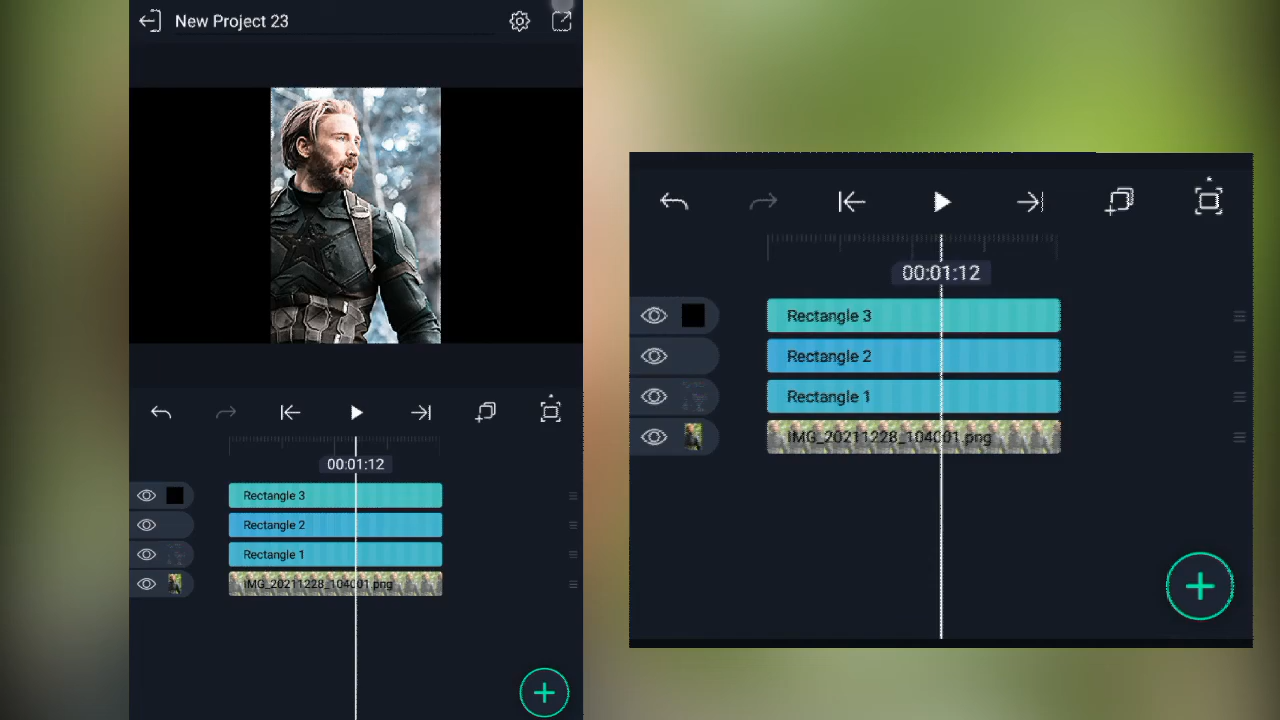 New Project 23
00:01:12
Rectangle 3
Rectangle 2
Rectangle 1
IMG_20211228_104001.png
00:01:12
Rectangle 3
Rectangle 2
Rectangle 1
IMG_20211228_104001.png